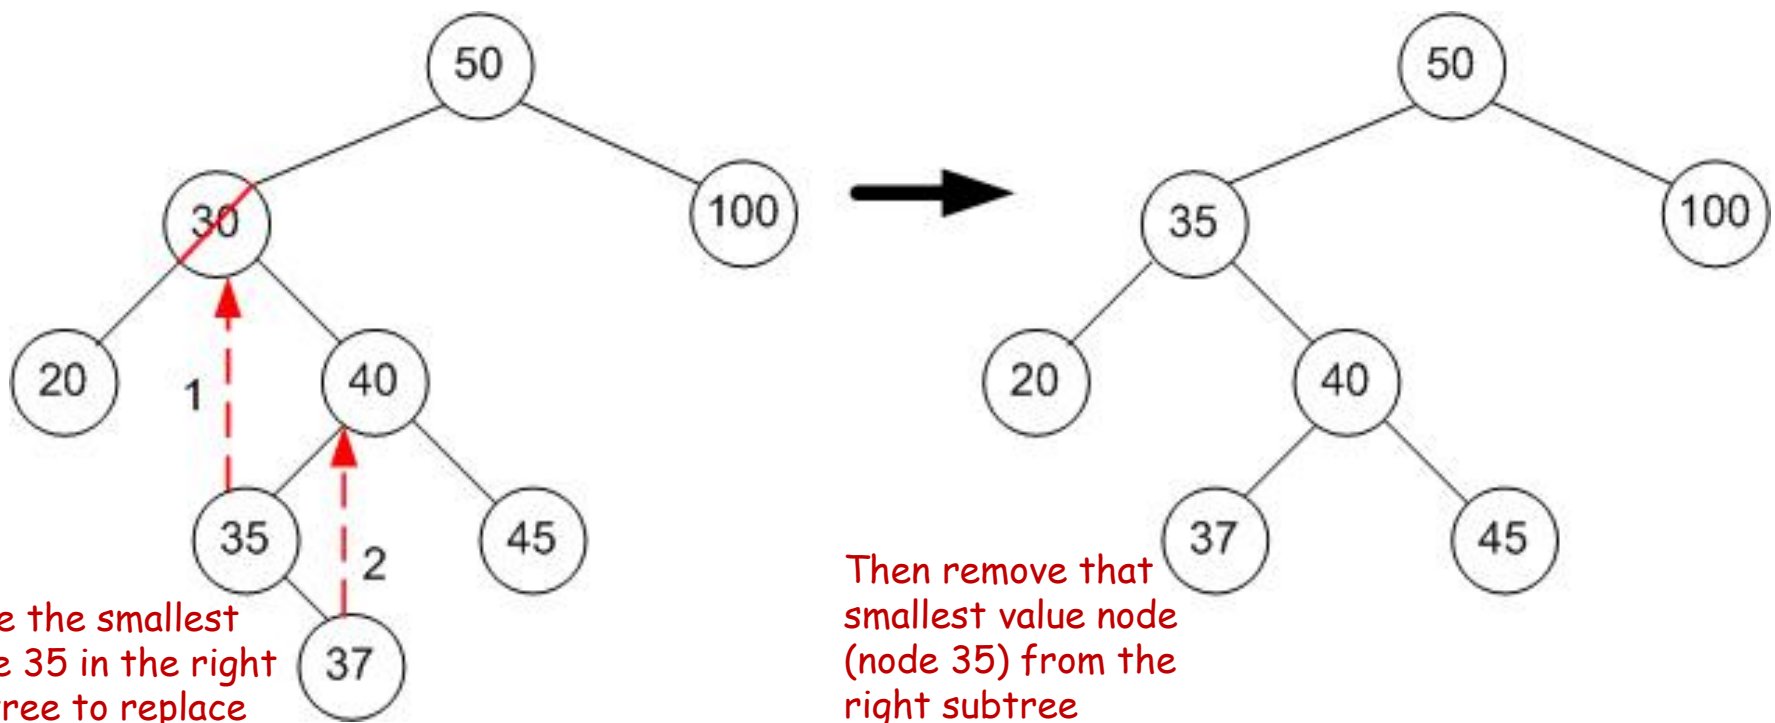 50
30
100
20
1
40
35
2
45
37
the smallest
35 in the right
to replace
50
35
100
20
40
37
45
Then remove that
smallest value node
(node 35) from the
right subtree